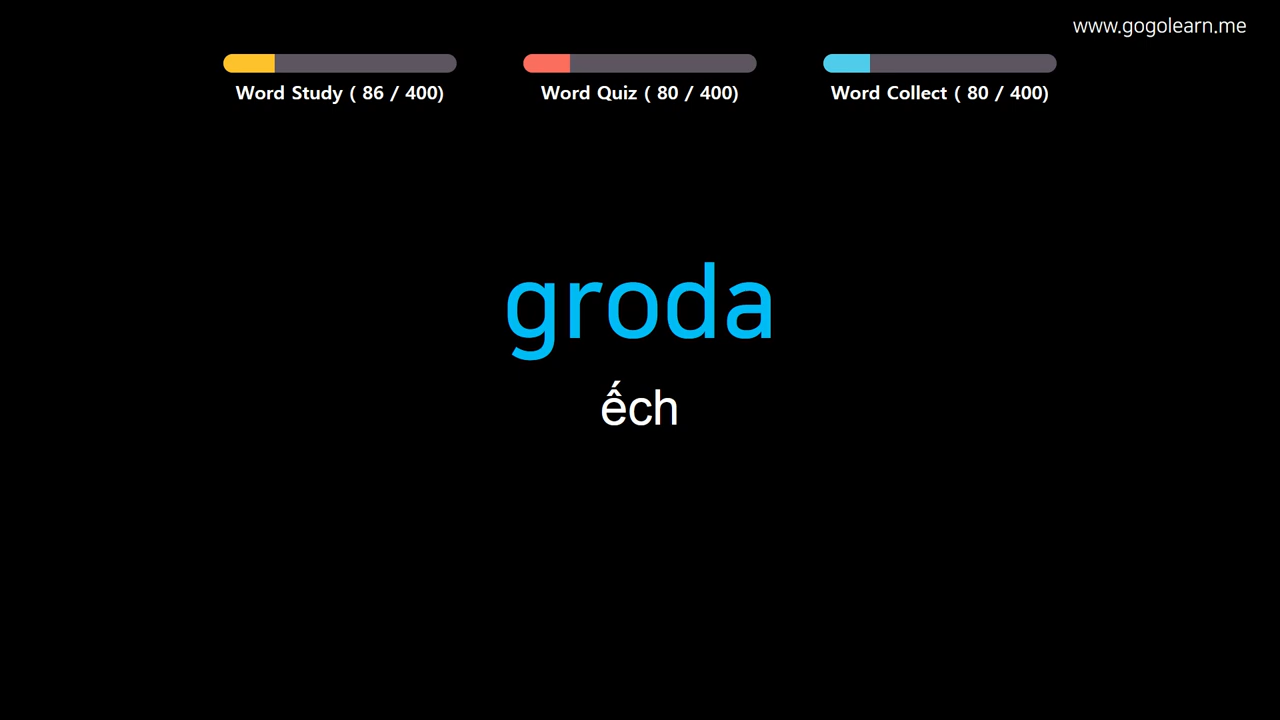 www.gogolearn.me
Word Study ( 86 / 400)
Word Quiz ( 80 / 400)
Word Collect ( 80 / 400)
groda
ếch